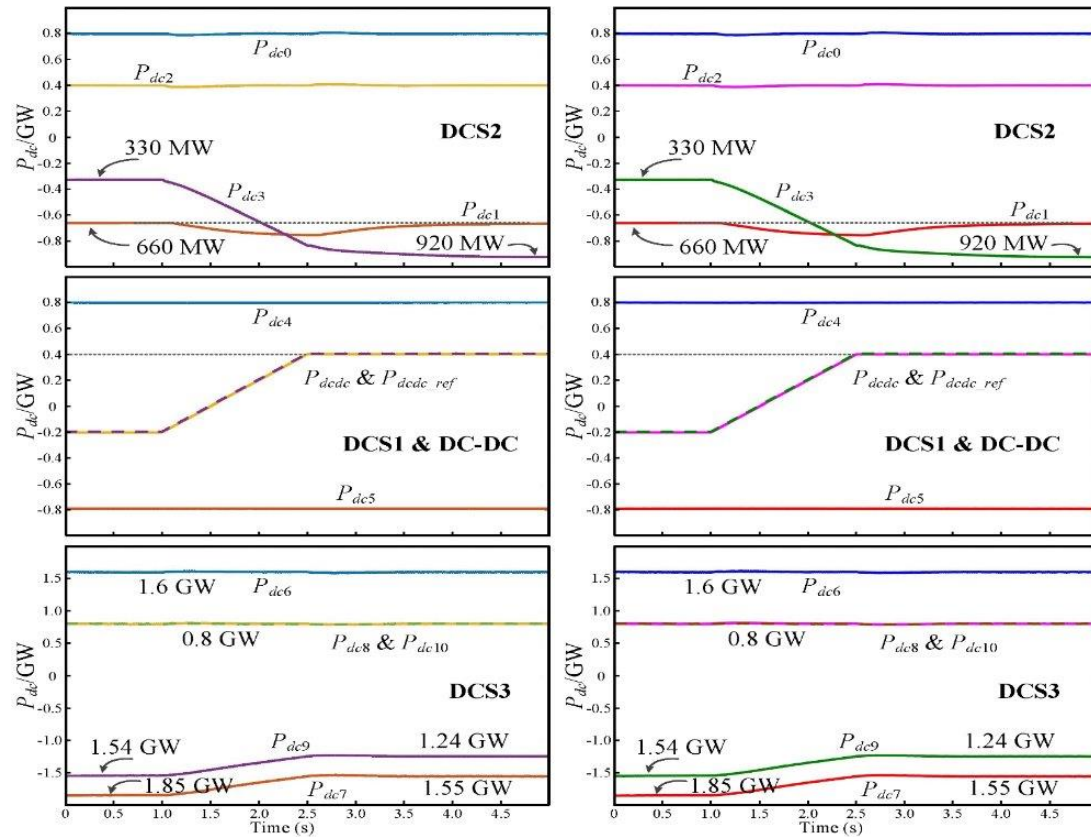 P_dc/GW
0.8
0.6
0.4
0.2
0
-0.2
-0.4
-0.6
-0.8
P_dc0
P_dc2
DCS2
330 MW
P_dc3
P_dc1
660 MW
920 MW
P_dc/GW
0.8
0.6
0.4
0.2
0
-0.2
-0.4
-0.6
-0.8
P_dc4
P_dcdc & P_dcdc_ref
DCS1 & DC-DC
P_dc5
P_dc/GW
1.5
1.0
0.5
0
-0.5
-1.0
-1.5
1.6 GW
P_dc6
0.8 GW
P_dc8 & P_dc10
DCS3
1.54 GW
P_dc9
1.24 GW
1.85 GW
P_dc7
1.55 GW
0 0.5 1.0 1.5 2.0 2.5 3.0 3.5 4.0 4.5
Time (s)
P_dc/GW
0.8
0.6
0.4
0.2
0
-0.2
-0.4
-0.6
-0.8
P_dc0
P_dc2
DCS2
330 MW
P_dc3
P_dc1
660 MW
920 MW
P_dc/GW
0.8
0.6
0.4
0.2
0
-0.2
-0.4
-0.6
-0.8
P_dc4
P_dcdc & P_dcdc_ref
DCS1 & DC-DC
P_dc5
P_dc/GW
1.5
1.0
0.5
0
-0.5
-1.0
-1.5
1.6 GW
P_dc6
0.8 GW
P_dc8 & P_dc10
DCS3
1.54 GW
P_dc9
1.24 GW
1.85 GW
P_dc7
1.55 GW
0 0.5 1.0 1.5 2.0 2.5 3.0 3.5 4.0 4.5
Time (s)